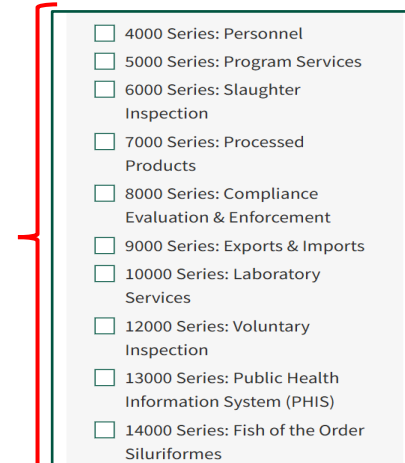 4000 Series: Personnel
5000 Series: Program Services
6000 Series: Slaughter
Inspection
7000 Series: Processed
Products
8000 Series: Compliance
Evaluation & Enforcement
9000 Series: Exports & Imports
10000 Series: Laboratory
Services
12000 Series: Voluntary
Inspection
13000 Series: Public Health
Information System (PHIS)
14000 Series: Fish of the Order
Siluriformes